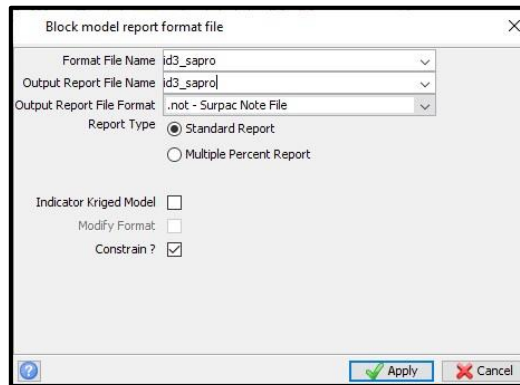 Block model report format file
Format File Name id3_sapro
Output Report File Name id3_sapro
Output Report File Format .not - Surpac Note File
Report Type Standard Report
Multiple Percent Report
Indicator Kriged Model
Modify Format
Constrain ?
? Apply Cancel